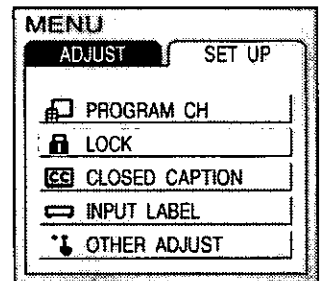 MENU
ADJUST SET UP
PROGRAM CH
LOCK
CC CLOSED CAPTION
INPUT LABEL
OTHER ADJUST